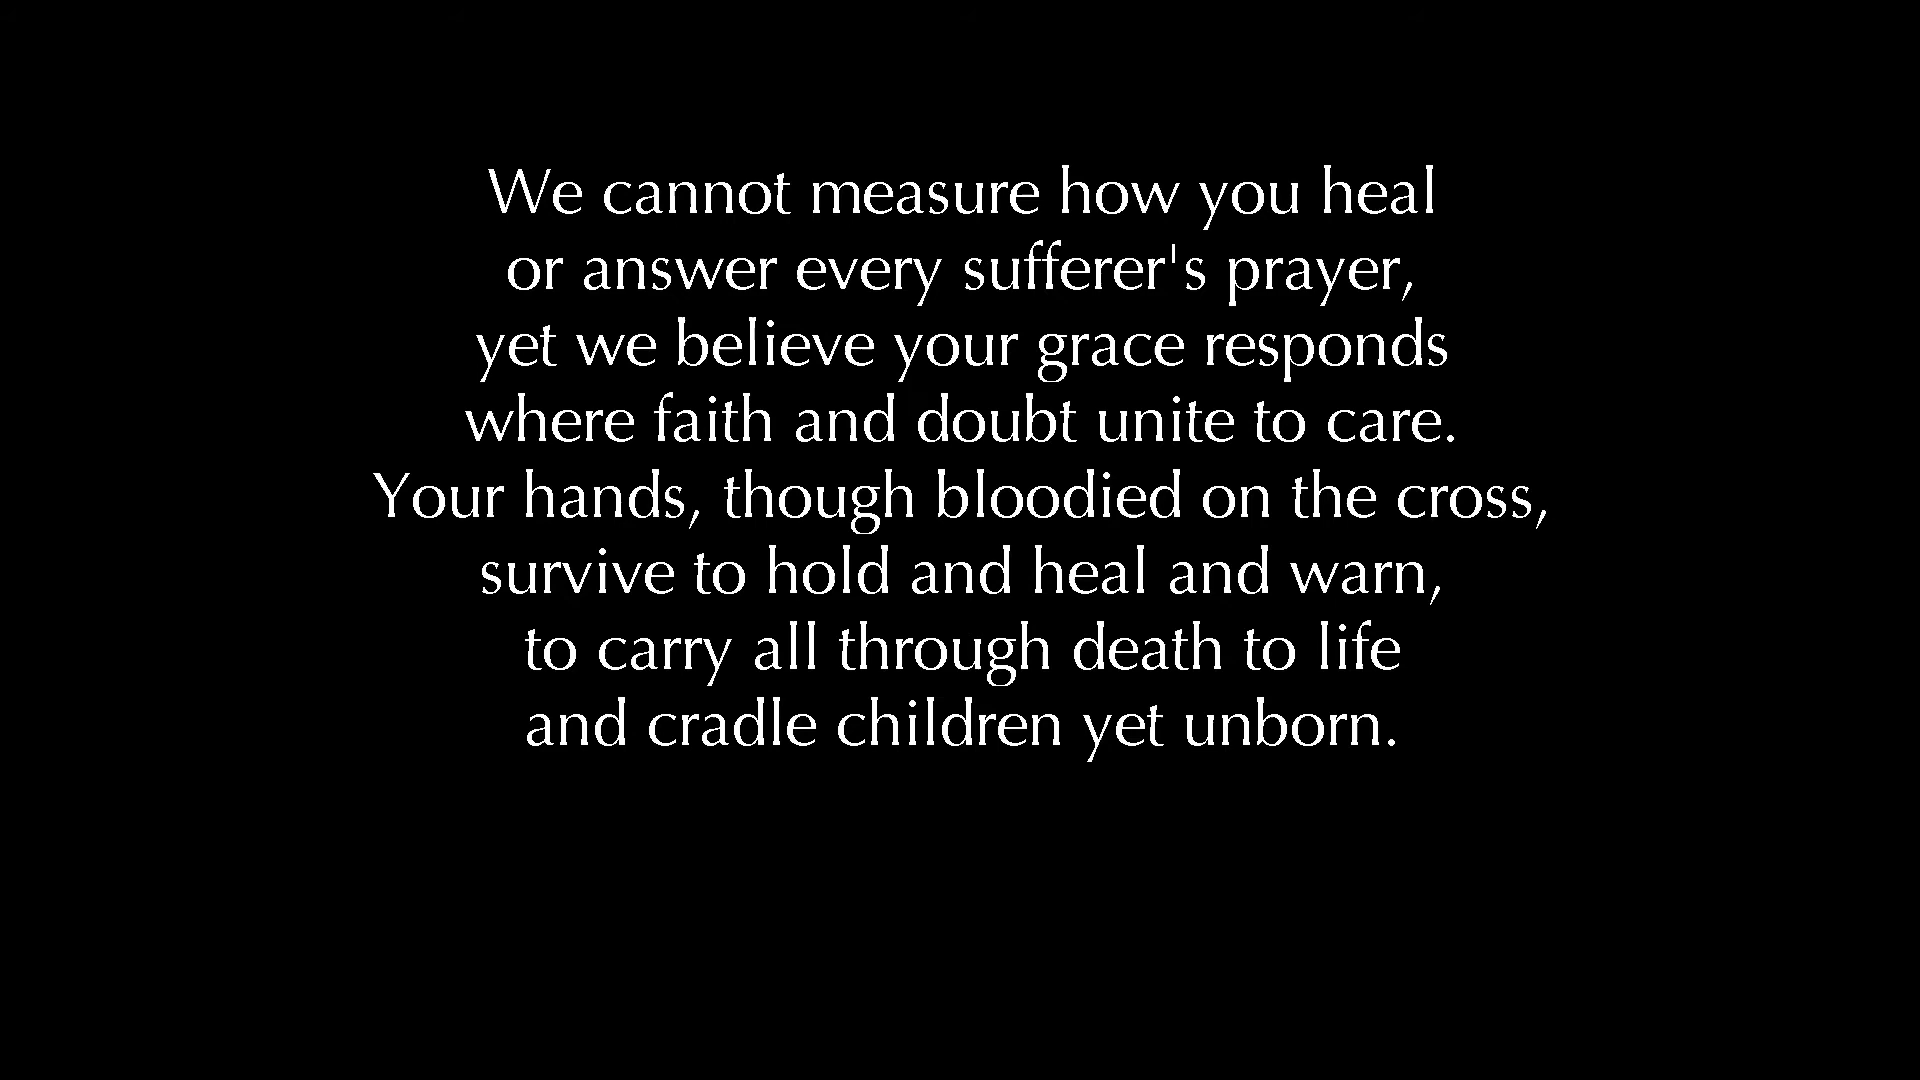 We cannot measure how you heal
or answer every sufferer's prayer,
yet we believe your grace responds
where faith and doubt unite to care.
Your hands, though bloodied on the cross,
survive to hold and heal and warn,
to carry all through death to life
and cradle children yet unborn.